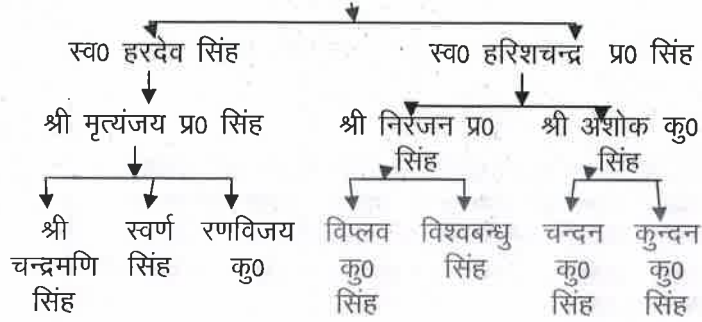 स्व0 हरदेव सिंह स्व0 हरिशचन्द्र प्र0 सिंह
श्री मृत्यंजय प्र0 सिंह श्री निरंजन प्र0 श्री अशोक कु0
सिंह सिंह
श्री स्वर्ण रणविजय विप्लव विश्वबन्धु चन्दन कुन्दन
चन्द्रमणि सिंह कु0 कु0 सिंह कु0 कु0
सिंह सिंह सिंह सिंह